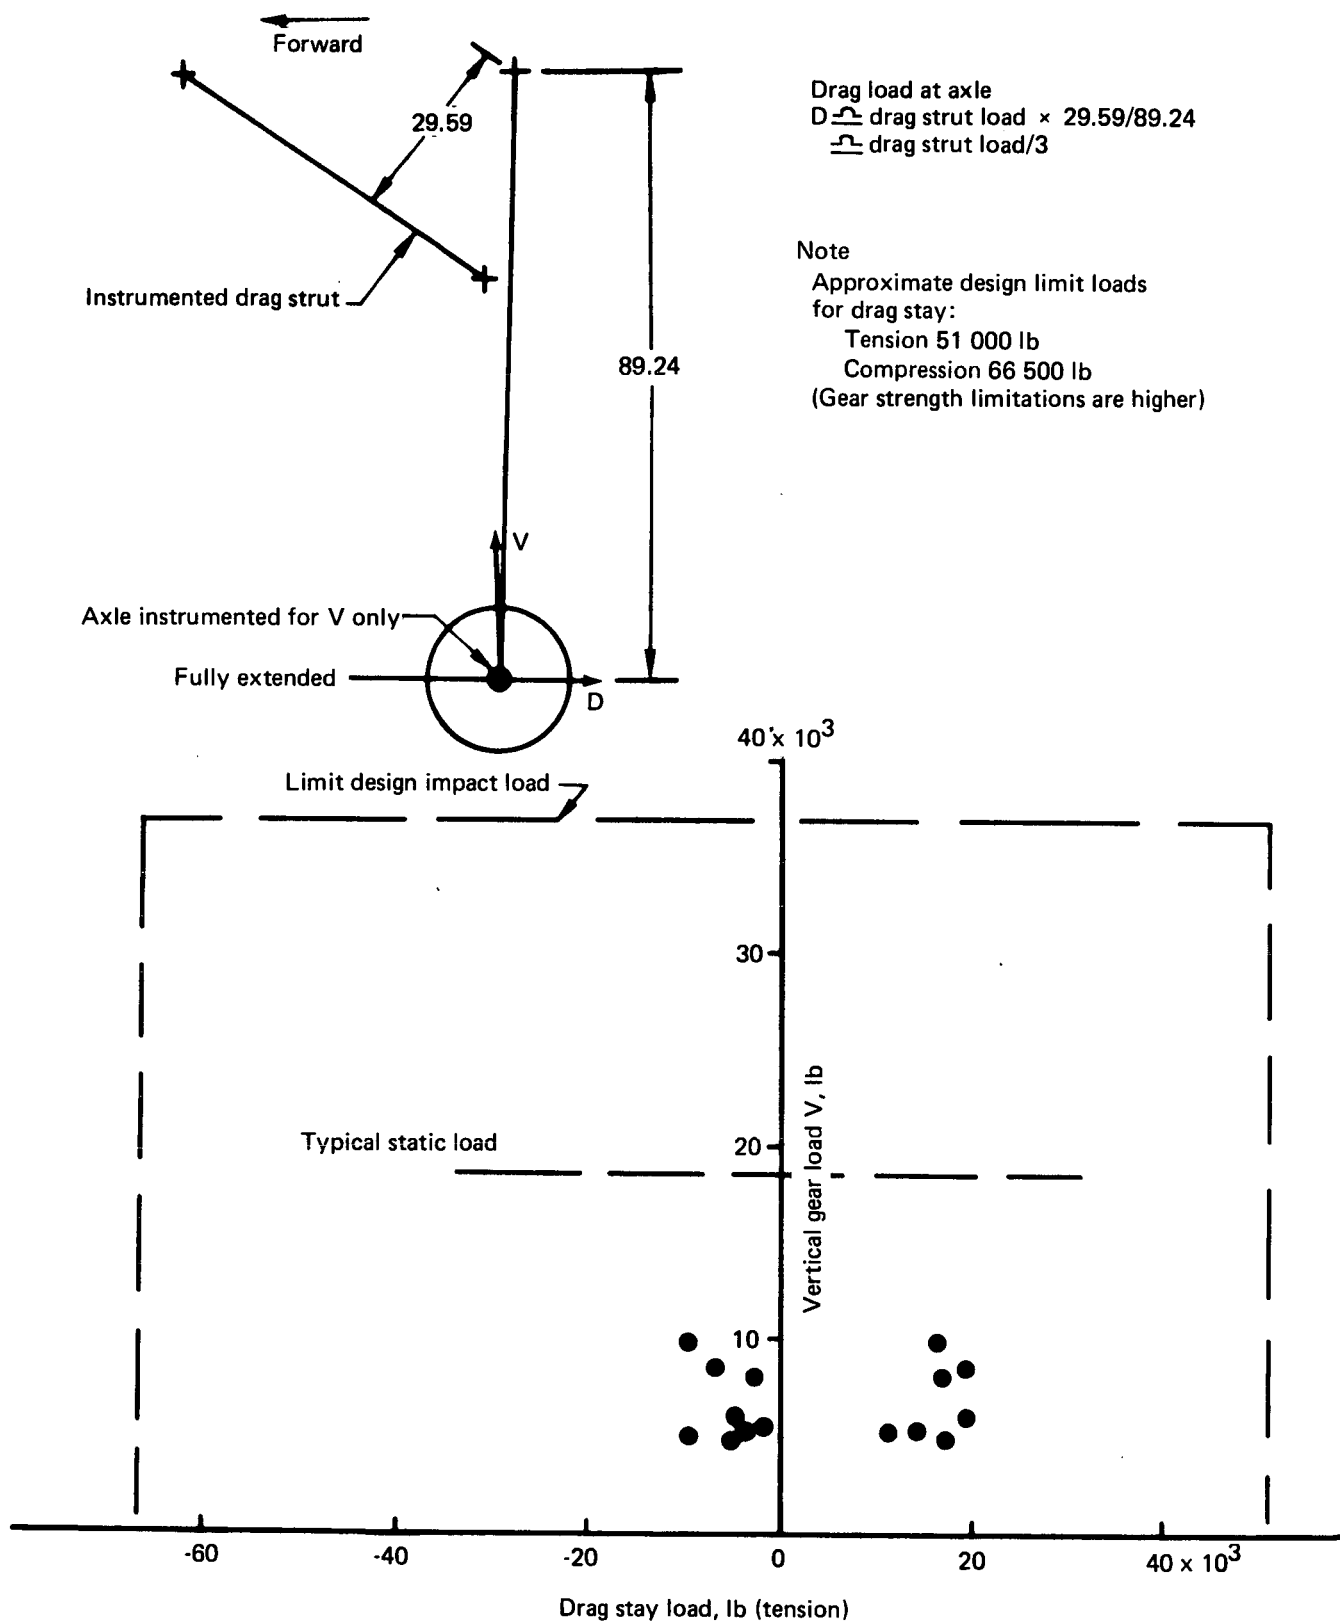 Forward
29.59
Drag load at axle
D ≏ drag strut load × 29.59/89.24
≏ drag strut load/3
Instrumented drag strut
Note
Approximate design limit loads
for drag stay:
Tension 51 000 lb
Compression 66 500 lb
(Gear strength limitations are higher)
89.24
V
Axle instrumented for V only
Fully extended
D
40 x 10³
Limit design impact load
30
Vertical gear load V, lb
Typical static load
20
10
-60
-40
-20
0
20
40 x 10³
Drag stay load, lb (tension)